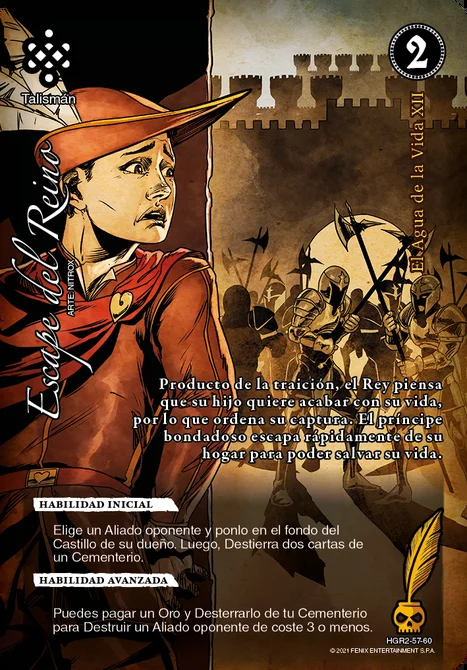 2
Talismán
Escape del Reino
ARTE: NITROX
El Agua de la Vida XII
Producto de la traición, el Rey piensa
que su hijo quiere acabar con su vida,
por lo que ordena su captura. El príncipe
bondadoso escapa rápidamente de su
hogar para poder salvar su vida.
HABILIDAD INICIAL
Elige un Aliado oponente y ponlo en el fondo del
Castillo de su dueño. Luego, Destierra dos cartas de
un Cementerio.
HABILIDAD AVANZADA
Puedes pagar un Oro y Desterrarlo de tu Cementerio
para Destruir un Aliado oponente de coste 3 o menos.
HGR2-57-60
© 2021 FENIX ENTERTAINMENT S.P.A.